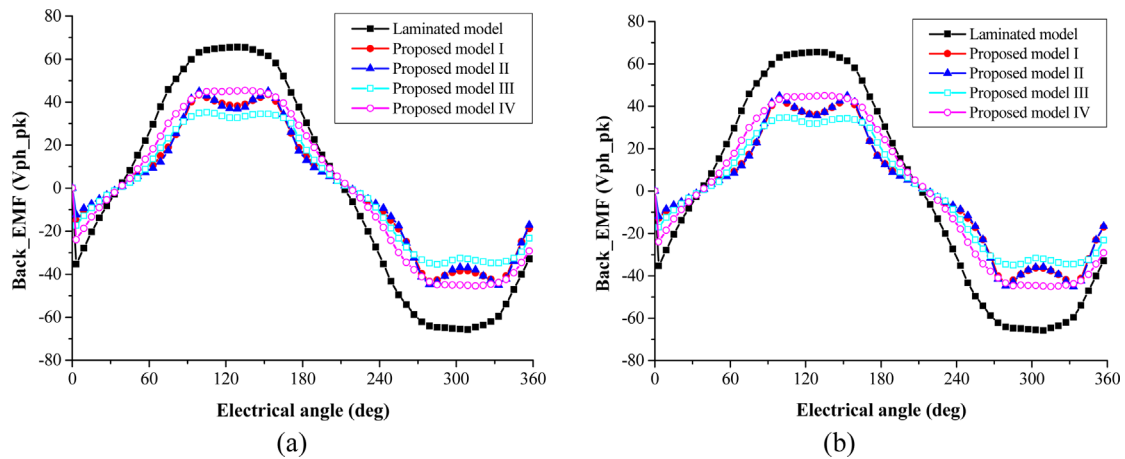 80
60
40
20
0
-20
-40
-60
-80
Back_EMF (Vph_pk)
Laminated model
Proposed model I
Proposed model II
Proposed model III
Proposed model IV
0
60
120
180
240
300
360
Electrical angle (deg)
(a)
80
60
40
20
0
-20
-40
-60
-80
Back_EMF (Vph_pk)
Laminated model
Proposed model I
Proposed model II
Proposed model III
Proposed model IV
0
60
120
180
240
300
360
Electrical angle (deg)
(b)